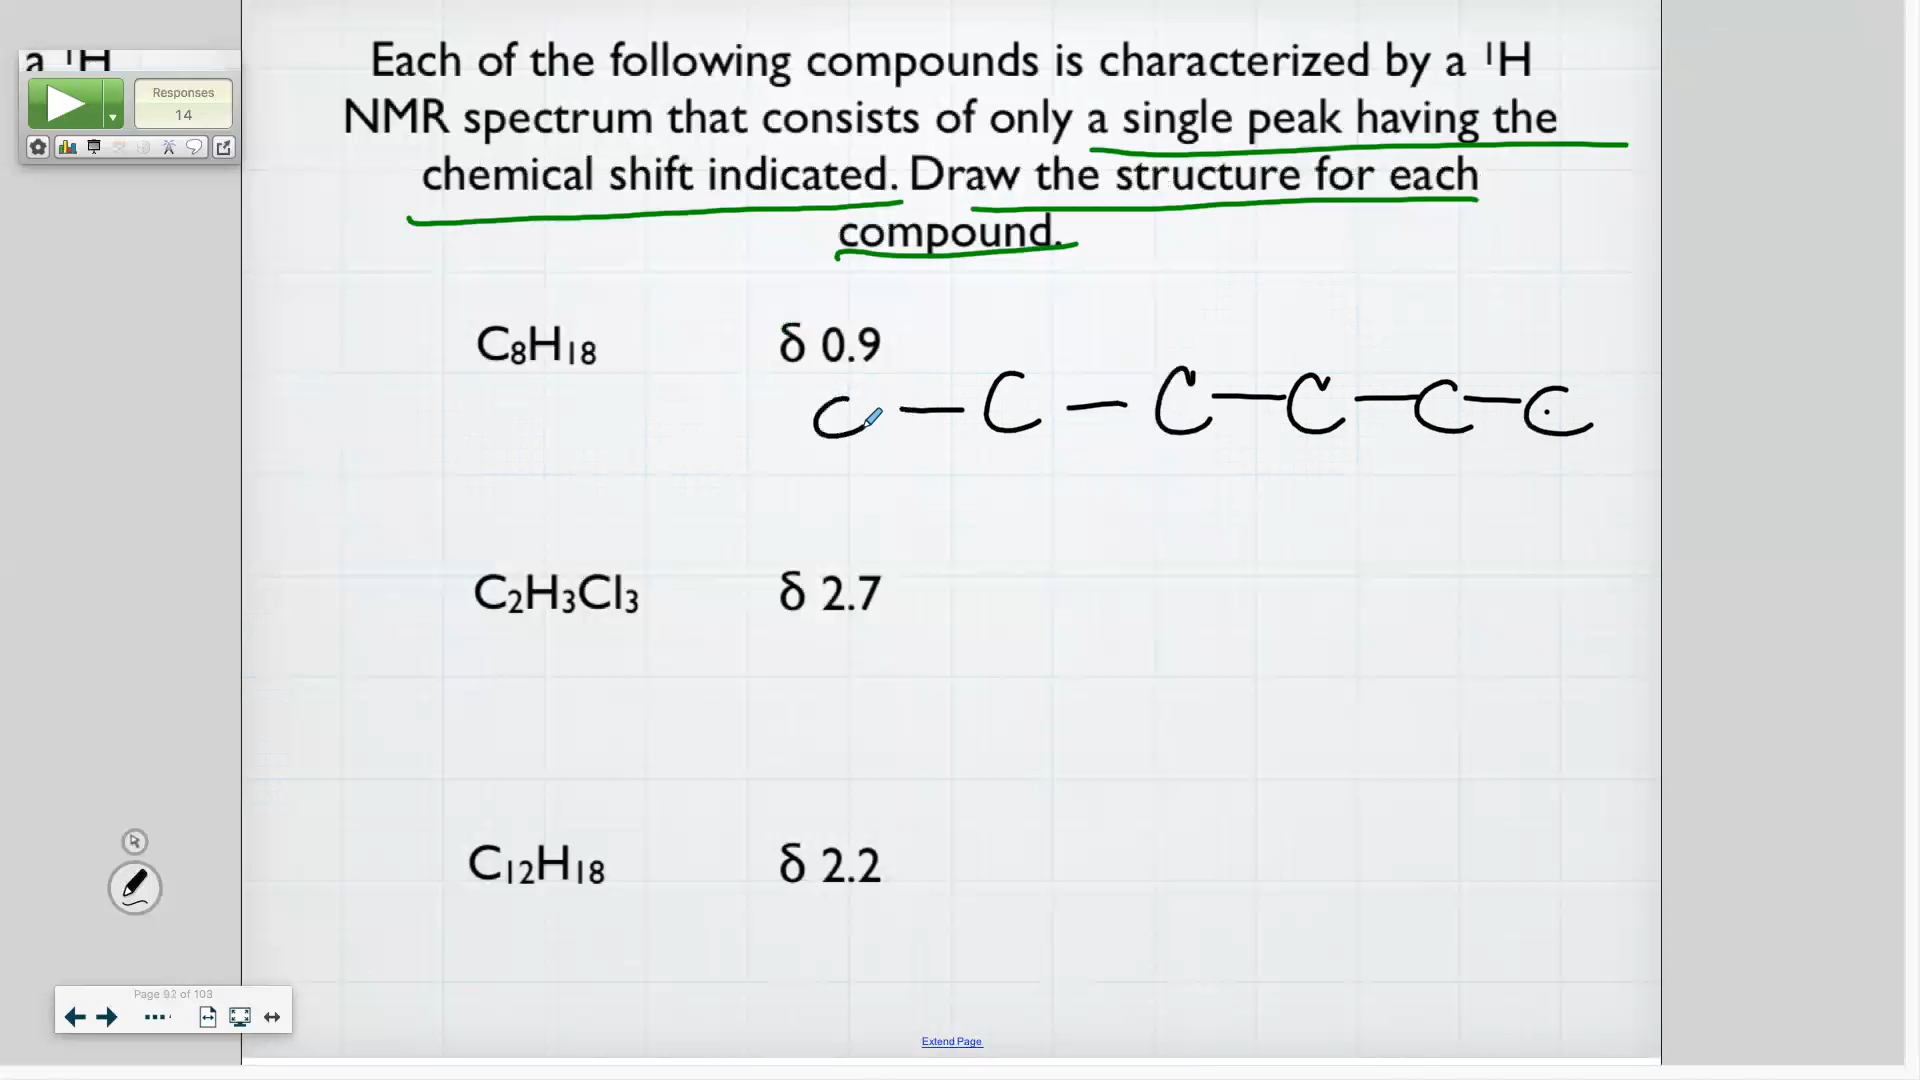 a ¹H
Responses
14
Each of the following compounds is characterized by a ¹H
NMR spectrum that consists of only a single peak having the
chemical shift indicated. Draw the structure for each
compound.
C₈H₁₈ δ 0.9
C — C — C — C — C — C
C₂H₃Cl₃ δ 2.7
C₁₂H₁₈ δ 2.2
Page 92 of 103
Extend Page